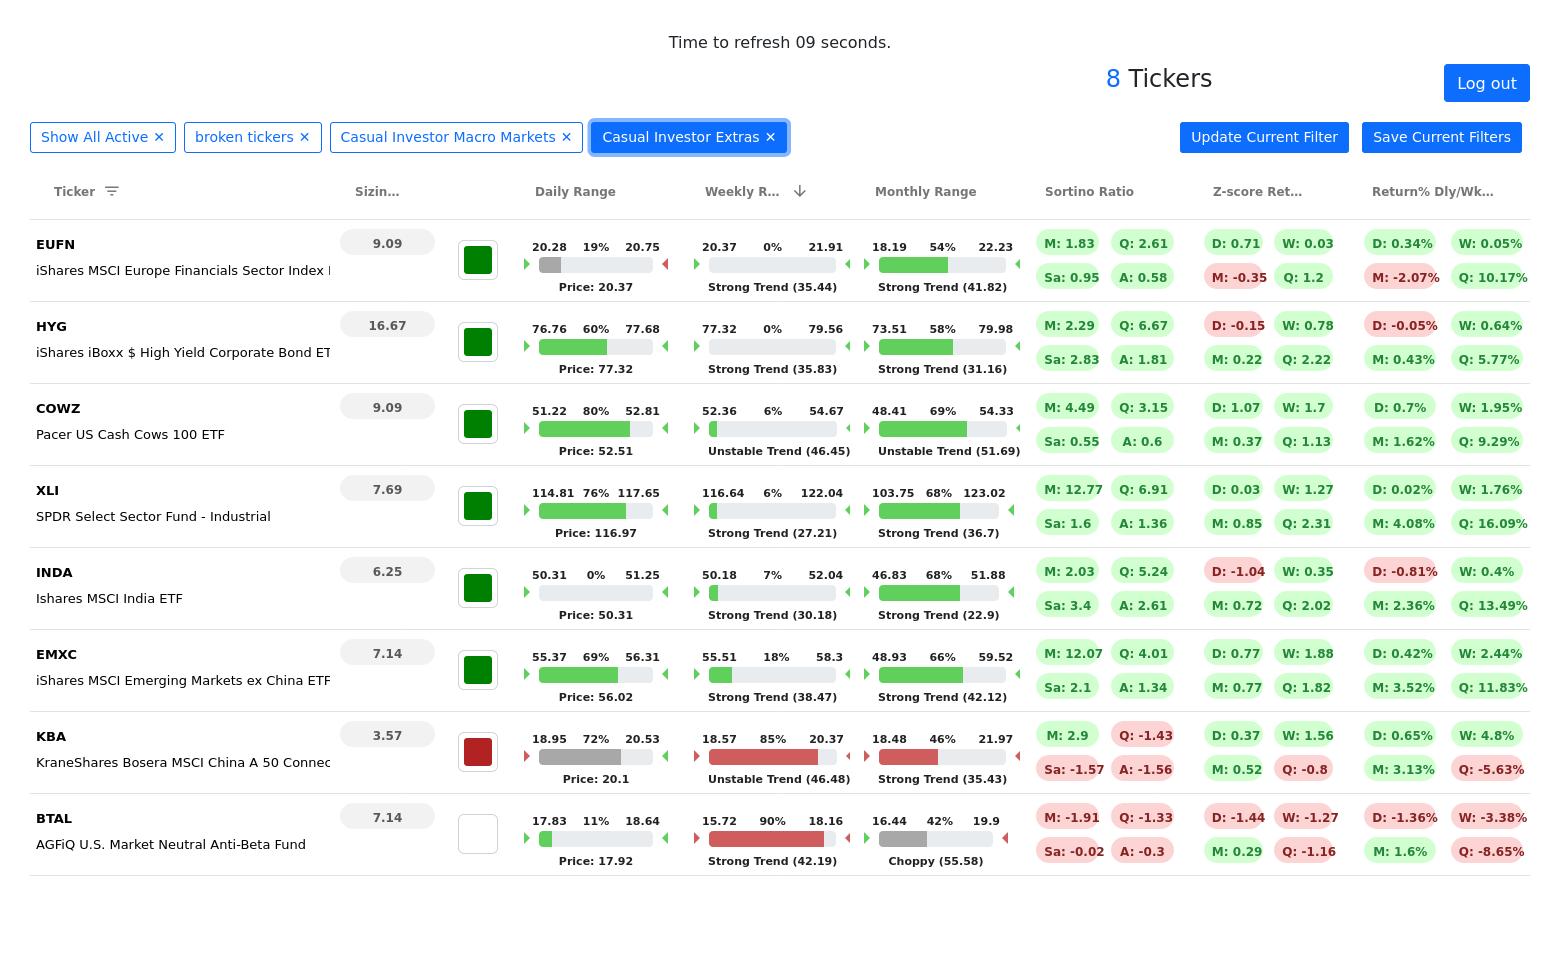 Time to refresh 09 seconds.
8 Tickers
Log out
Show All Active ✕ broken tickers ✕ Casual Investor Macro Markets ✕ Casual Investor Extras ✕ Update Current Filter Save Current Filters
Ticker Sizin… Daily Range Weekly R… Monthly Range Sortino Ratio Z-score Ret… Return% Dly/Wk…
EUFN 9.09 20.28 19% 20.75 20.37 0% 21.91 18.19 54% 22.23 M: 1.83 Q: 2.61 D: 0.71 W: 0.03 D: 0.34% W: 0.05%
iShares MSCI Europe Financials Sector Index Sa: 0.95 A: 0.58 M: -0.35 Q: 1.2 M: -2.07% Q: 10.17%
Price: 20.37 Strong Trend (35.44) Strong Trend (41.82)
HYG 16.67 76.76 60% 77.68 77.32 0% 79.56 73.51 58% 79.98 M: 2.29 Q: 6.67 D: -0.15 W: 0.78 D: -0.05% W: 0.64%
iShares iBoxx $ High Yield Corporate Bond ET Sa: 2.83 A: 1.81 M: 0.22 Q: 2.22 M: 0.43% Q: 5.77%
Price: 77.32 Strong Trend (35.83) Strong Trend (31.16)
COWZ 9.09 51.22 80% 52.81 52.36 6% 54.67 48.41 69% 54.33 M: 4.49 Q: 3.15 D: 1.07 W: 1.7 D: 0.7% W: 1.95%
Pacer US Cash Cows 100 ETF Sa: 0.55 A: 0.6 M: 0.37 Q: 1.13 M: 1.62% Q: 9.29%
Price: 52.51 Unstable Trend (46.45) Unstable Trend (51.69)
XLI 7.69 114.81 76% 117.65 116.64 6% 122.04 103.75 68% 123.02 M: 12.77 Q: 6.91 D: 0.03 W: 1.27 D: 0.02% W: 1.76%
SPDR Select Sector Fund - Industrial Sa: 1.6 A: 1.36 M: 0.85 Q: 2.31 M: 4.08% Q: 16.09%
Price: 116.97 Strong Trend (27.21) Strong Trend (36.7)
INDA 6.25 50.31 0% 51.25 50.18 7% 52.04 46.83 68% 51.88 M: 2.03 Q: 5.24 D: -1.04 W: 0.35 D: -0.81% W: 0.4%
Ishares MSCI India ETF Sa: 3.4 A: 2.61 M: 0.72 Q: 2.02 M: 2.36% Q: 13.49%
Price: 50.31 Strong Trend (30.18) Strong Trend (22.9)
EMXC 7.14 55.37 69% 56.31 55.51 18% 58.3 48.93 66% 59.52 M: 12.07 Q: 4.01 D: 0.77 W: 1.88 D: 0.42% W: 2.44%
iShares MSCI Emerging Markets ex China ETF Sa: 2.1 A: 1.34 M: 0.77 Q: 1.82 M: 3.52% Q: 11.83%
Price: 56.02 Strong Trend (38.47) Strong Trend (42.12)
KBA 3.57 18.95 72% 20.53 18.57 85% 20.37 18.48 46% 21.97 M: 2.9 Q: -1.43 D: 0.37 W: 1.56 D: 0.65% W: 4.8%
KraneShares Bosera MSCI China A 50 Connec Sa: -1.57 A: -1.56 M: 0.52 Q: -0.8 M: 3.13% Q: -5.63%
Price: 20.1 Unstable Trend (46.48) Strong Trend (35.43)
BTAL 7.14 17.83 11% 18.64 15.72 90% 18.16 16.44 42% 19.9 M: -1.91 Q: -1.33 D: -1.44 W: -1.27 D: -1.36% W: -3.38%
AGFiQ U.S. Market Neutral Anti-Beta Fund Sa: -0.02 A: -0.3 M: 0.29 Q: -1.16 M: 1.6% Q: -8.65%
Price: 17.92 Strong Trend (42.19) Choppy (55.58)